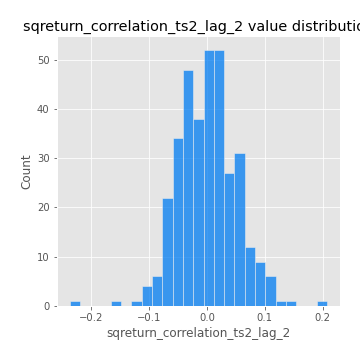 sqreturn_correlation_ts2_lag_2 value distributio
50
40
30
20
10
0
Count
−0.2 −0.1 0.0 0.1 0.2
sqreturn_correlation_ts2_lag_2